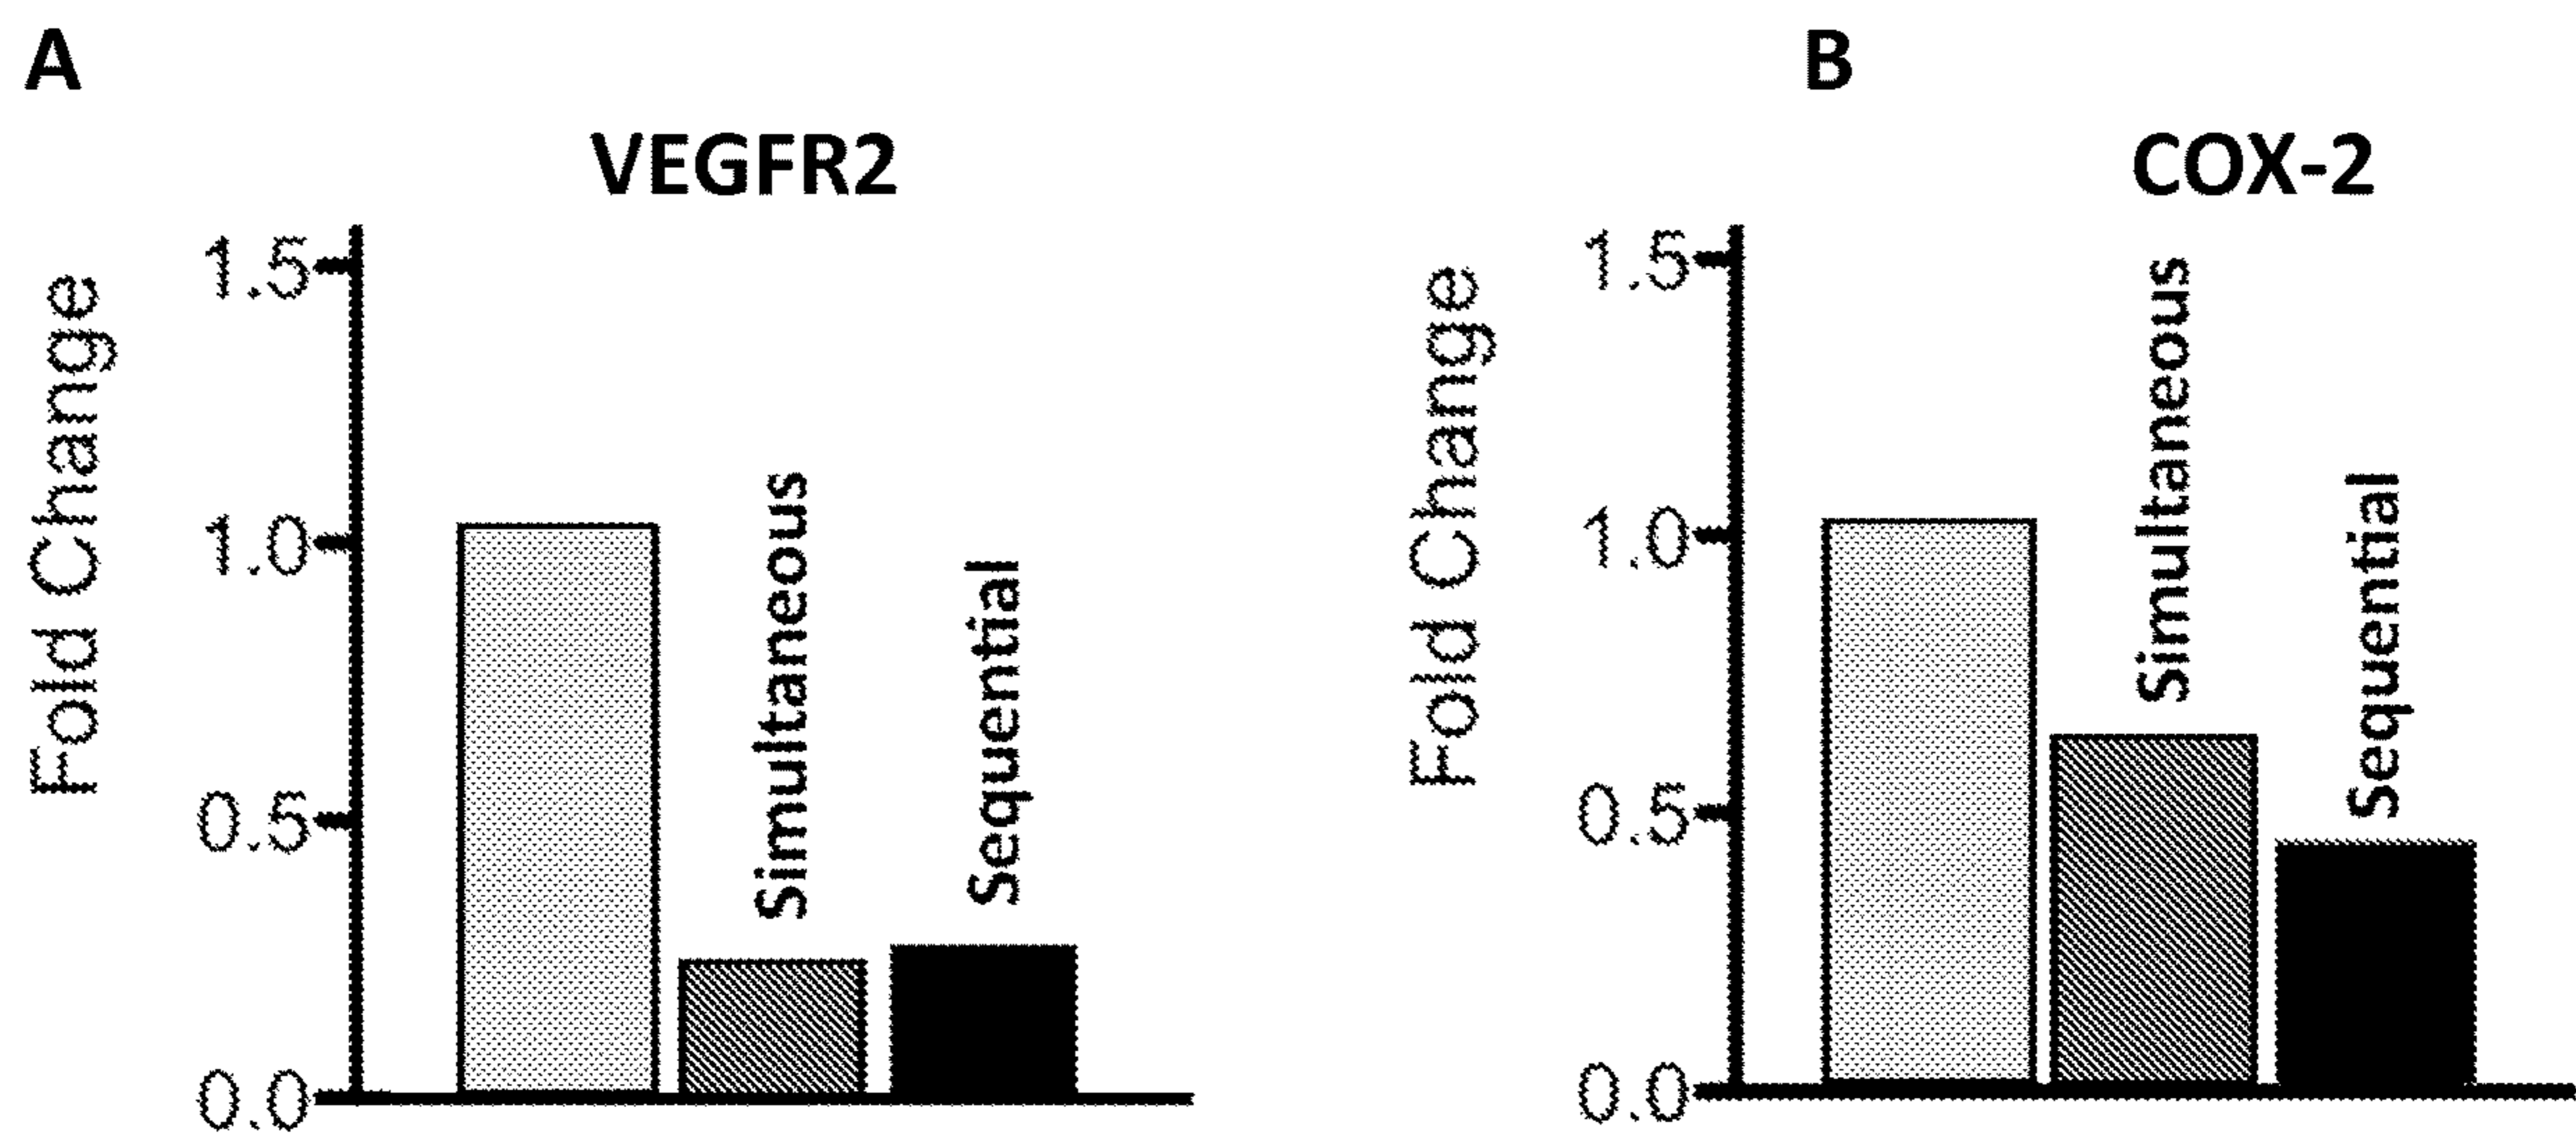 A
VEGFR2
Fold Change
1.5
1.0
0.5
0.0
Simultaneous
Sequential
B
COX-2
Fold Change
1.5
1.0
0.5
0.0
Simultaneous
Sequential